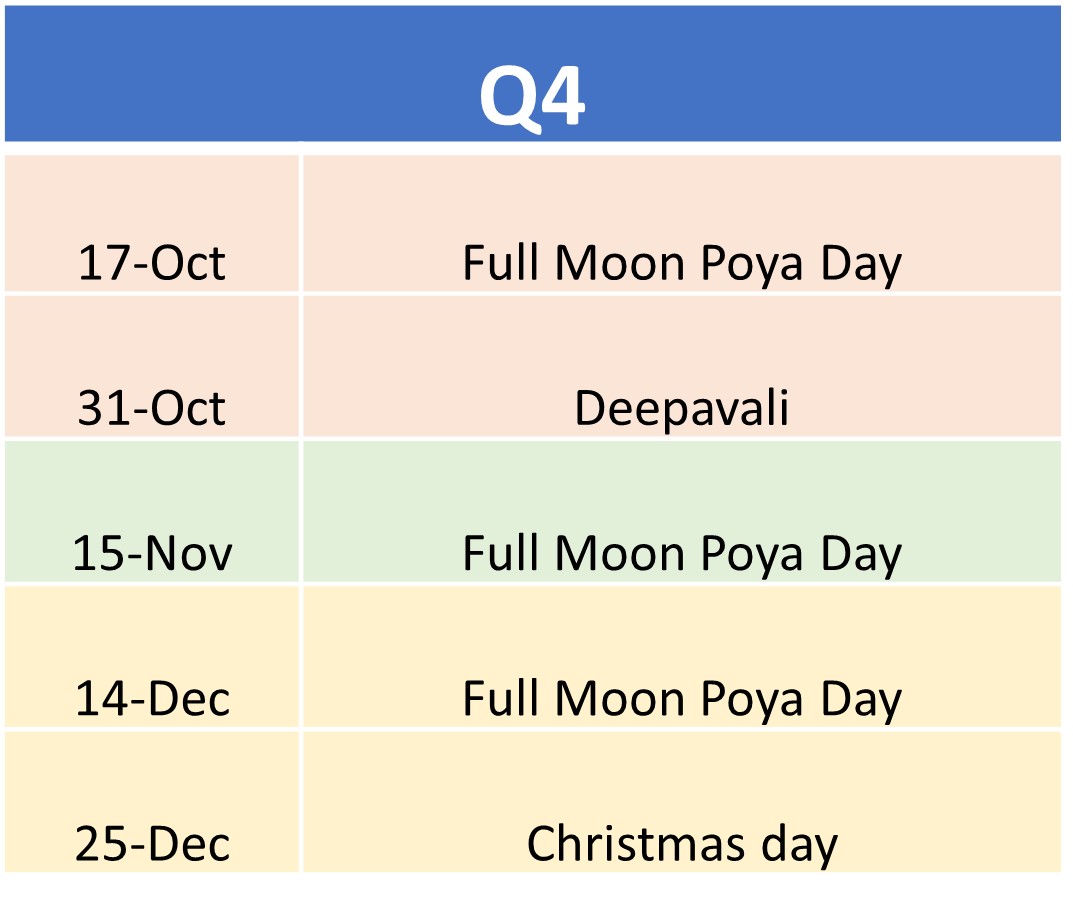 Q4
17-Oct Full Moon Poya Day
31-Oct Deepavali
15-Nov Full Moon Poya Day
14-Dec Full Moon Poya Day
25-Dec Christmas day